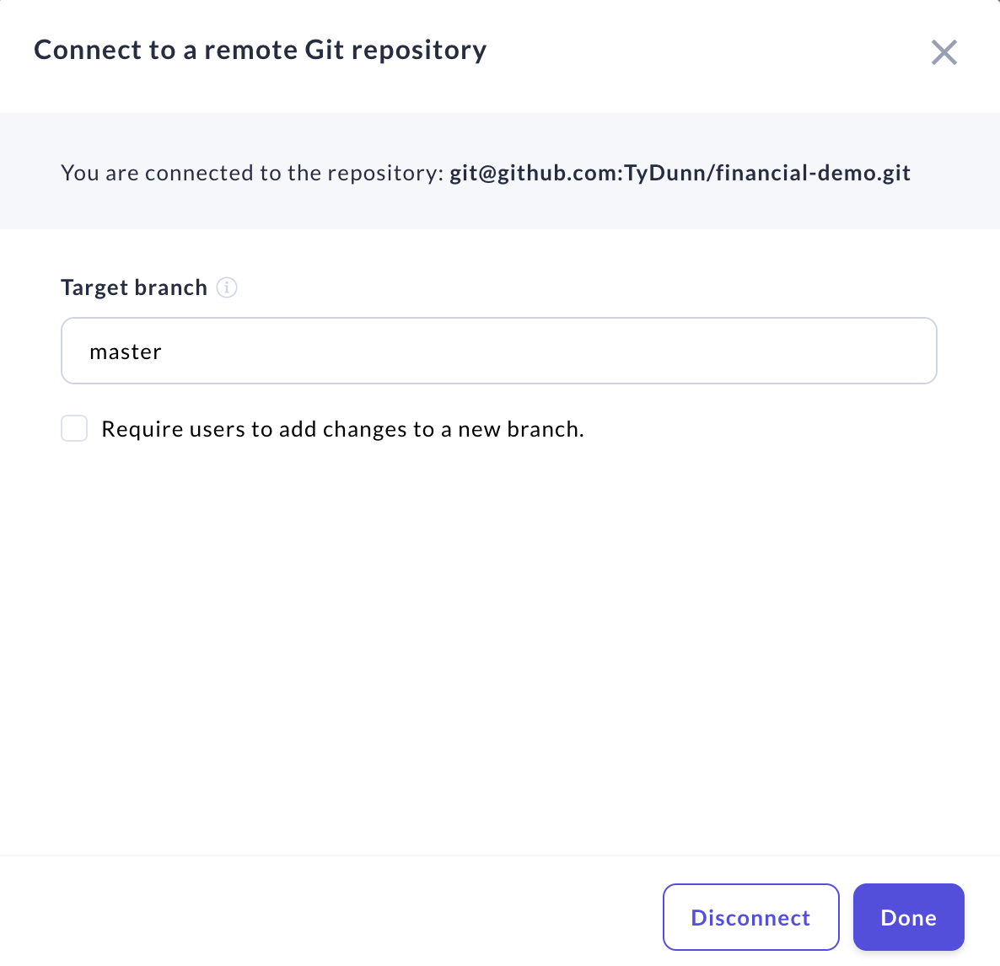 Connect to a remote Git repository
You are connected to the repository: git@github.com:TyDunn/financial-demo.git
Target branch
master
Require users to add changes to a new branch.
Disconnect
Done